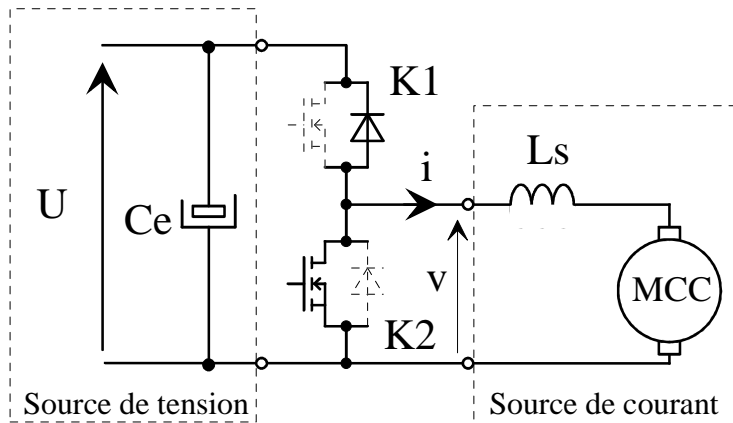 K1
Ls
i
U
Ce
v
MCC
K2
Source de tension
Source de courant